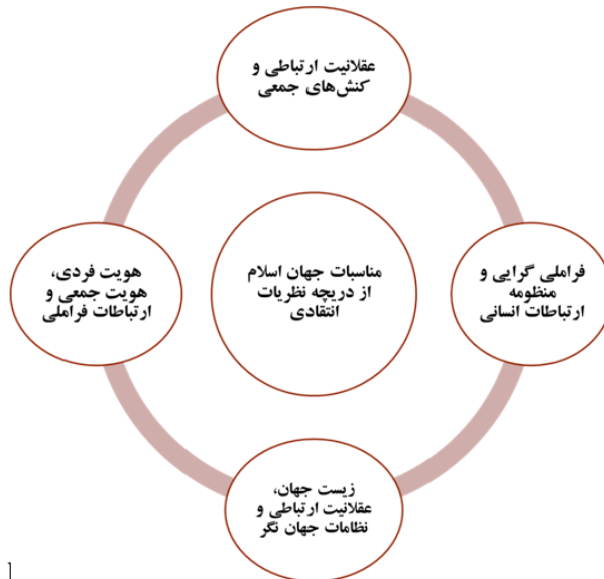 عقلانیت ارتباطی و
کنش‌های جمعی
فراملی گرایی و
منظومه
ارتباطات انسانی
مناسبات جهان اسلام
از دریچه نظریات
انتقادی
هویت فردی،
هویت جمعی و
ارتباطات فراملی
زیست جهان،
عقلانیت ارتباطی و
نظامات جهان نگر